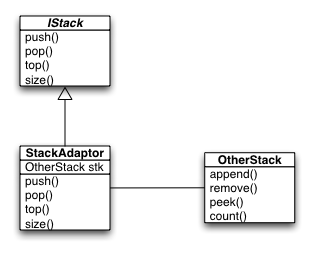 IStack
push()
pop()
top()
size()
StackAdaptor
OtherStack stk
push()
pop()
top()
size()
OtherStack
append()
remove()
peek()
count()